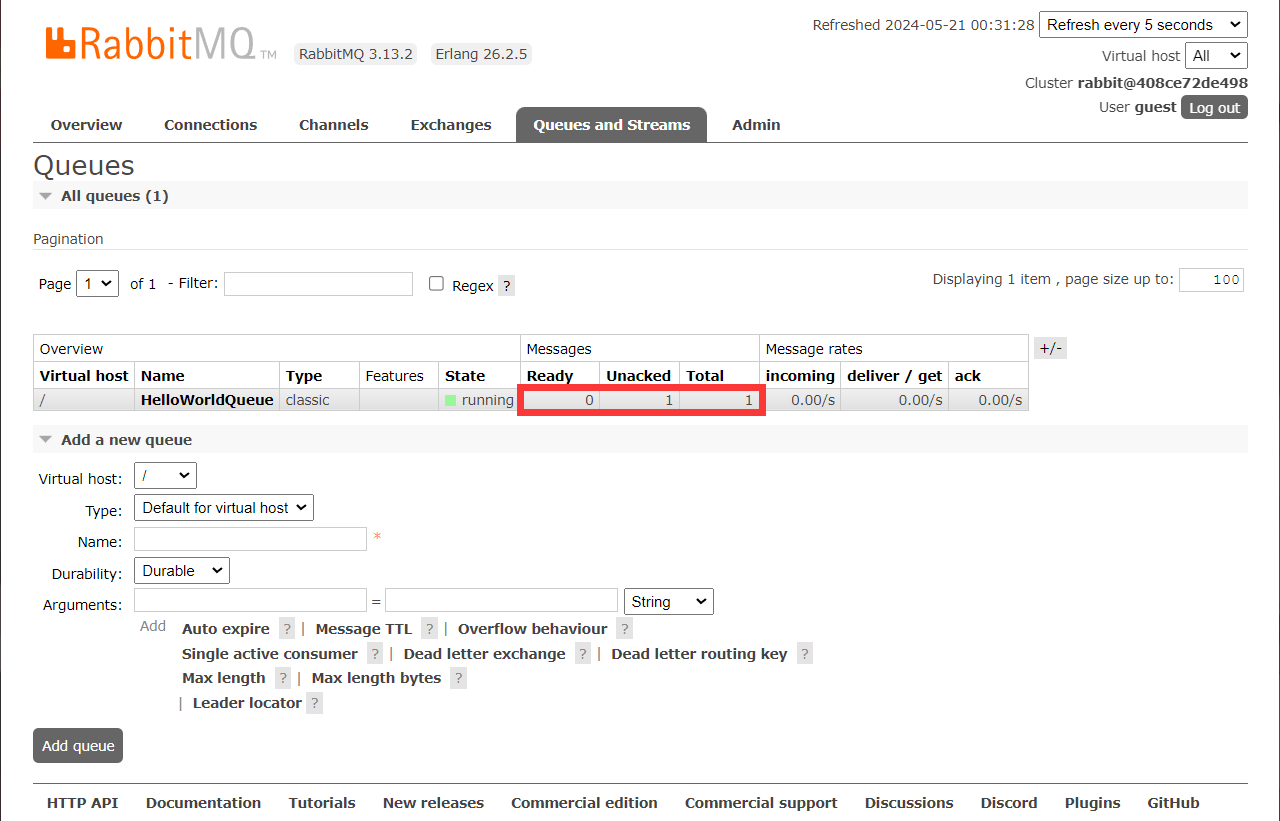 RabbitMQ TM RabbitMQ 3.13.2 Erlang 26.2.5
Refreshed 2024-05-21 00:31:28 Refresh every 5 seconds
Virtual host All
Cluster rabbit@408ce72de498
User guest Log out
Overview Connections Channels Exchanges Queues and Streams Admin
Queues
All queues (1)
Pagination
Page 1 of 1 - Filter: Regex ? Displaying 1 item , page size up to: 100
Overview Messages Message rates +/-
Virtual host Name Type Features State Ready Unacked Total incoming deliver / get ack
/ HelloWorldQueue classic running 0 1 1 0.00/s 0.00/s 0.00/s
Add a new queue
Virtual host: /
Type: Default for virtual host
Name: *
Durability: Durable
Arguments: = String
Add Auto expire ? | Message TTL ? | Overflow behaviour ?
Single active consumer ? | Dead letter exchange ? | Dead letter routing key ?
Max length ? | Max length bytes ?
| Leader locator ?
Add queue
HTTP API Documentation Tutorials New releases Commercial edition Commercial support Discussions Discord Plugins GitHub